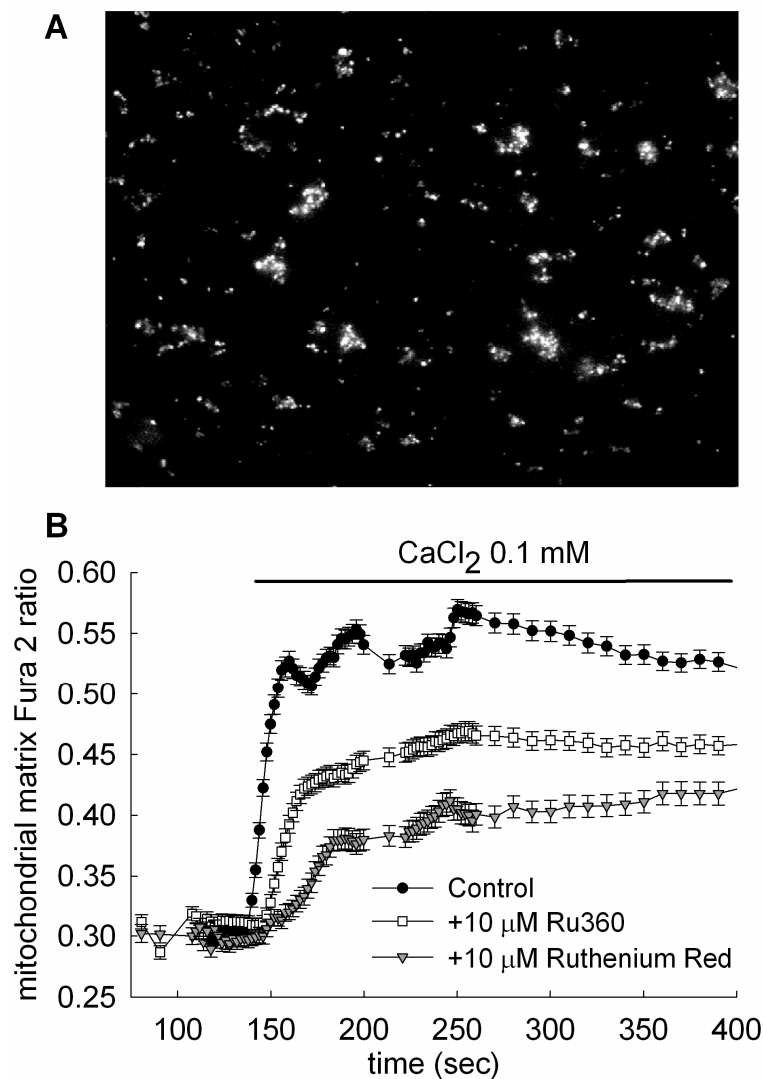 A
B
CaCl2 0.1 mM
mitochondrial matrix Fura 2 ratio
0.60
0.55
0.50
0.45
0.40
0.35
0.30
0.25
Control
+10 μM Ru360
+10 μM Ruthenium Red
100 150 200 250 300 350 400
time (sec)